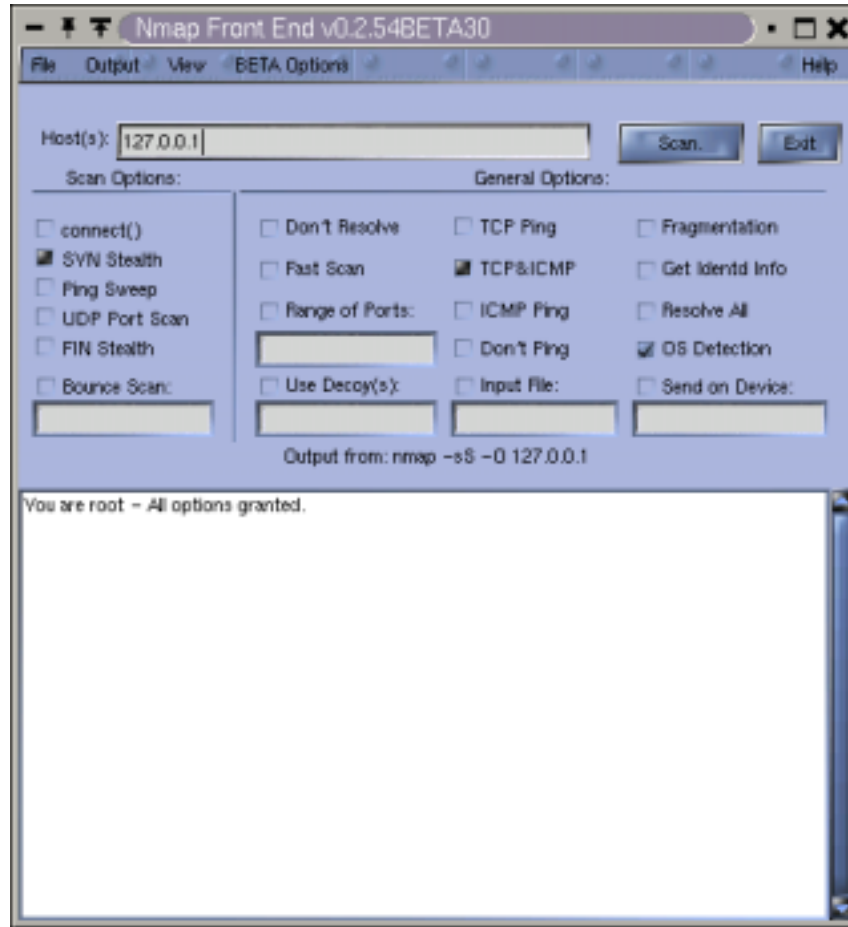 Nmap Front End v0.2.54BETA30
File Output View BETA Options Help
Host(s): 127.0.0.1 Scan. Exit
Scan Options: General Options:
connect() Don't Resolve TCP Ping Fragmentation
SYN Stealth Fast Scan TCP&ICMP Get Identd Info
Ping Sweep Range of Ports: ICMP Ping Resolve All
UDP Port Scan
FIN Stealth Don't Ping OS Detection
Bounce Scan: Use Decoy(s): Input File: Send on Device:
Output from: nmap -sS -O 127.0.0.1
You are root - All options granted.